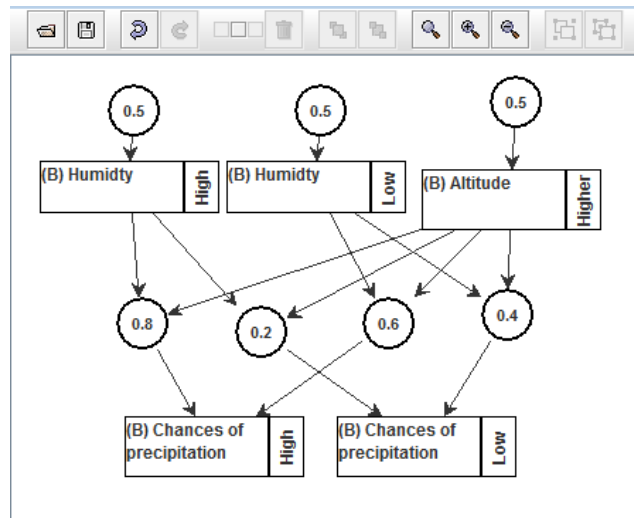 0.5
0.5
0.5
(B) Humidty
High
(B) Humidty
Low
(B) Altitude
Higher
0.8
0.2
0.6
0.4
(B) Chances of
precipitation
High
(B) Chances of
precipitation
Low